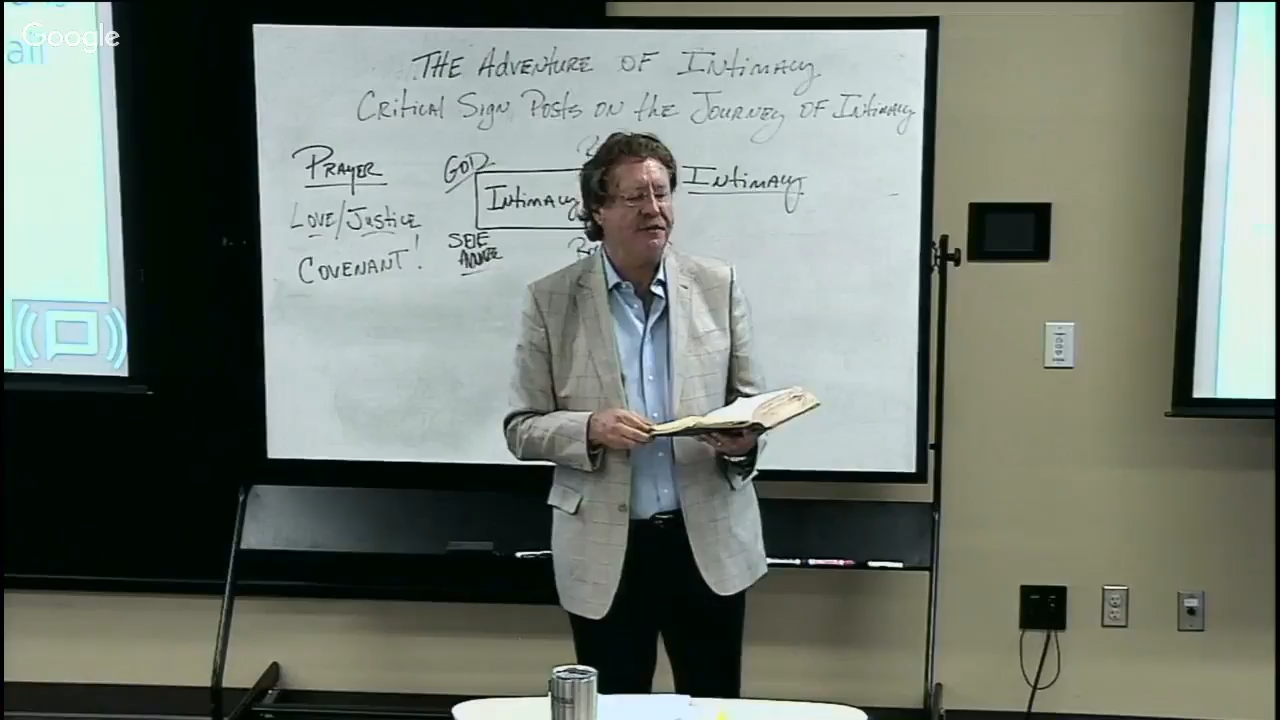 Google
all
THE ADVENTURE OF INTIMACY
CRITICAL SIGN POSTS ON THE JOURNEY OF INTIMACY
PRAYER
LOVE/JUSTICE
COVENANT!
GOD
INTIMACY
SELF
INTIMACY